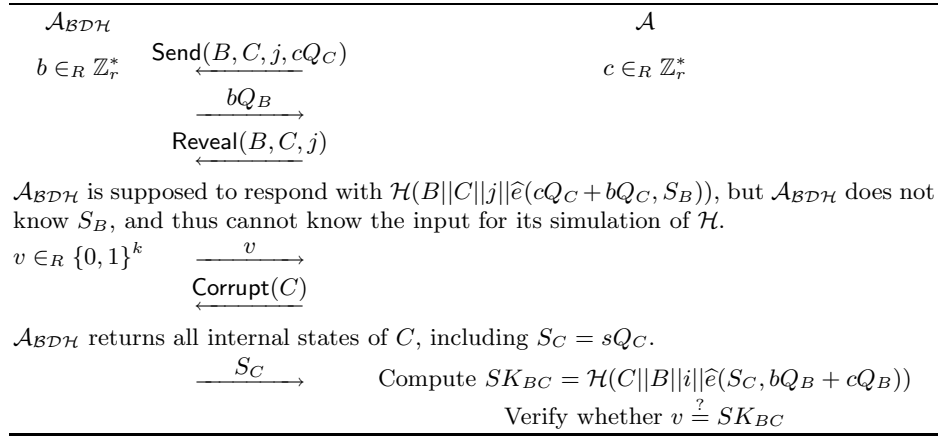 𝒜_ℬ𝒟ℋ 𝒜
b ∈_R ℤ_r^* Send(B, C, j, cQ_C) c ∈_R ℤ_r^*
bQ_B
Reveal(B, C, j)
𝒜_ℬ𝒟ℋ is supposed to respond with ℋ(B||C||j||ê(cQ_C + bQ_C, S_B)), but 𝒜_ℬ𝒟ℋ does not
know S_B, and thus cannot know the input for its simulation of ℋ.
v ∈_R {0, 1}^k v
Corrupt(C)
𝒜_ℬ𝒟ℋ returns all internal states of C, including S_C = sQ_C.
S_C Compute SK_BC = ℋ(C||B||i||ê(S_C, bQ_B + cQ_B))
Verify whether v ≟ SK_BC